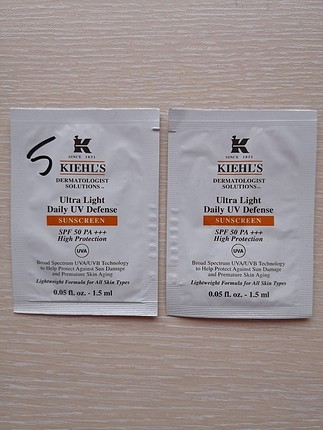 5
K
SINCE 1851
KIEHL'S
DERMATOLOGIST
SOLUTIONS™
Ultra Light
Daily UV Defense
SUNSCREEN
SPF 50 PA +++
High Protection
UVA
Broad Spectrum UVA/UVB Technology
to Help Protect Against Sun Damage
and Premature Skin Aging
Lightweight Formula for All Skin Types
0.05 fl. oz. - 1.5 ml
K
SINCE 1851
KIEHL'S
DERMATOLOGIST
SOLUTIONS™
Ultra Light
Daily UV Defense
SUNSCREEN
SPF 50 PA +++
High Protection
UVA
Broad Spectrum UVA/UVB Technology
to Help Protect Against Sun Damage
and Premature Skin Aging
Lightweight Formula for All Skin Types
0.05 fl. oz. - 1.5 ml